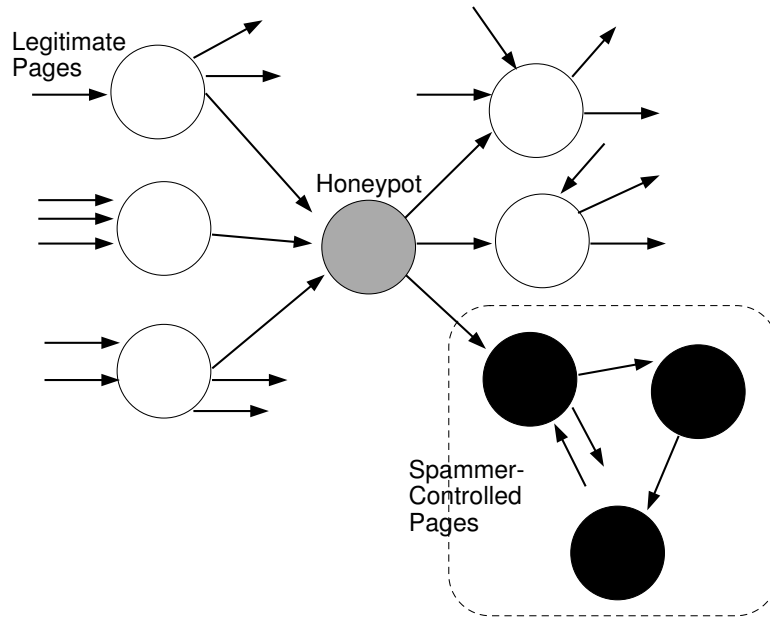 Legitimate
Pages
Honeypot
Spammer-
Controlled
Pages